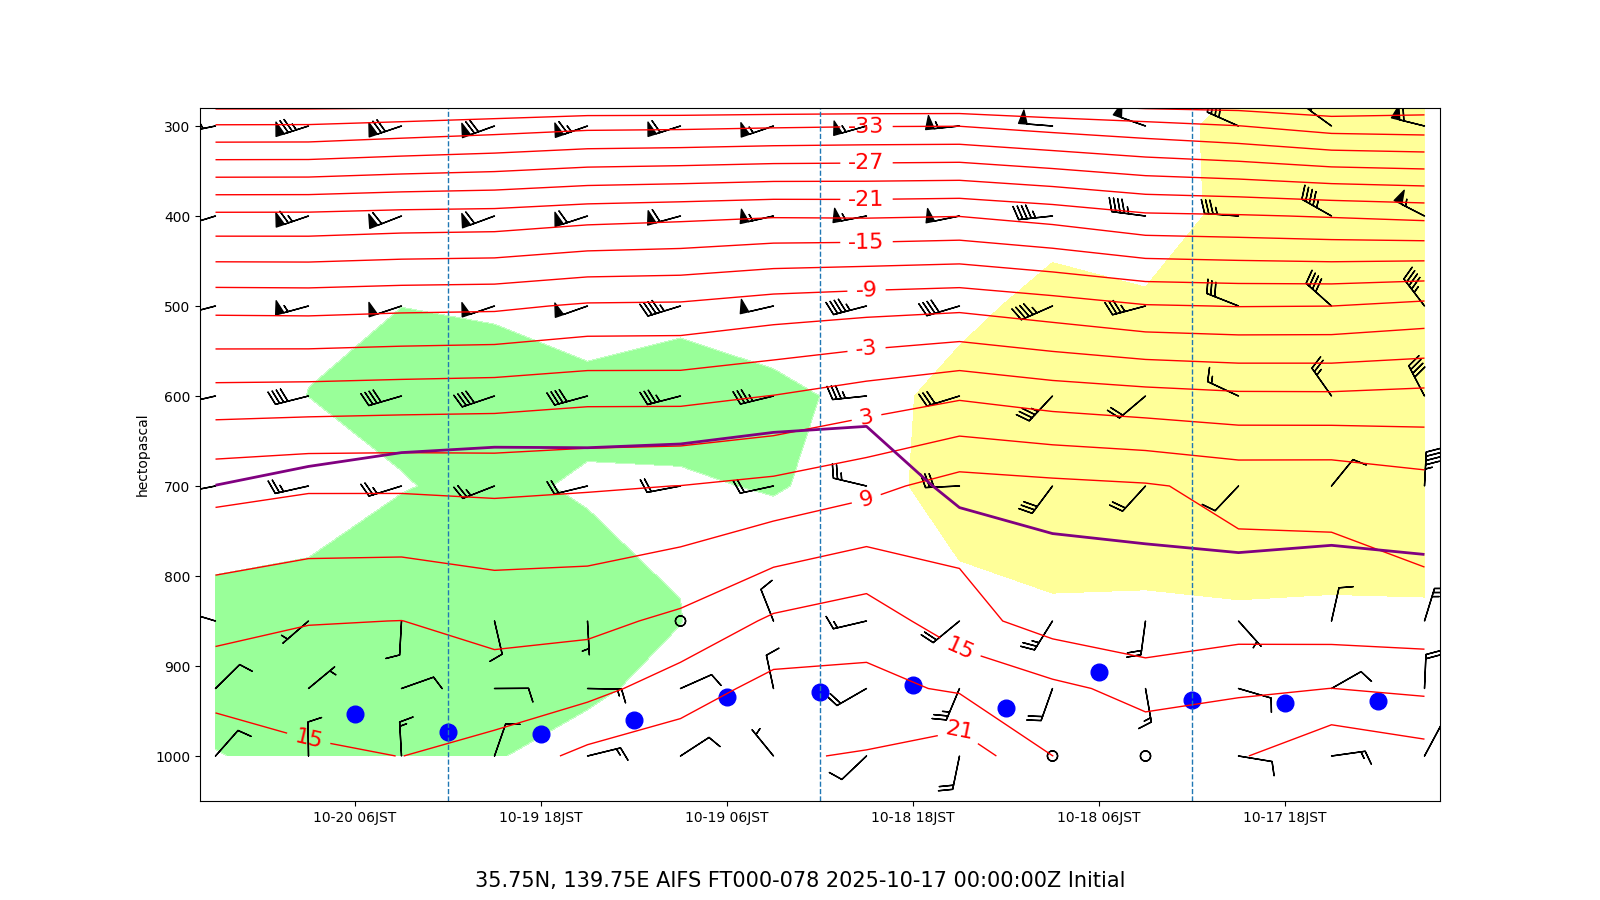 300
400
500
600
700
800
900
1000
hectopascal
-33
-27
-21
-15
-9
-3
3
9
15
21
15
10-20 06JST
10-19 18JST
10-19 06JST
10-18 18JST
10-18 06JST
10-17 18JST
35.75N, 139.75E AIFS FT000-078 2025-10-17 00:00:00Z Initial